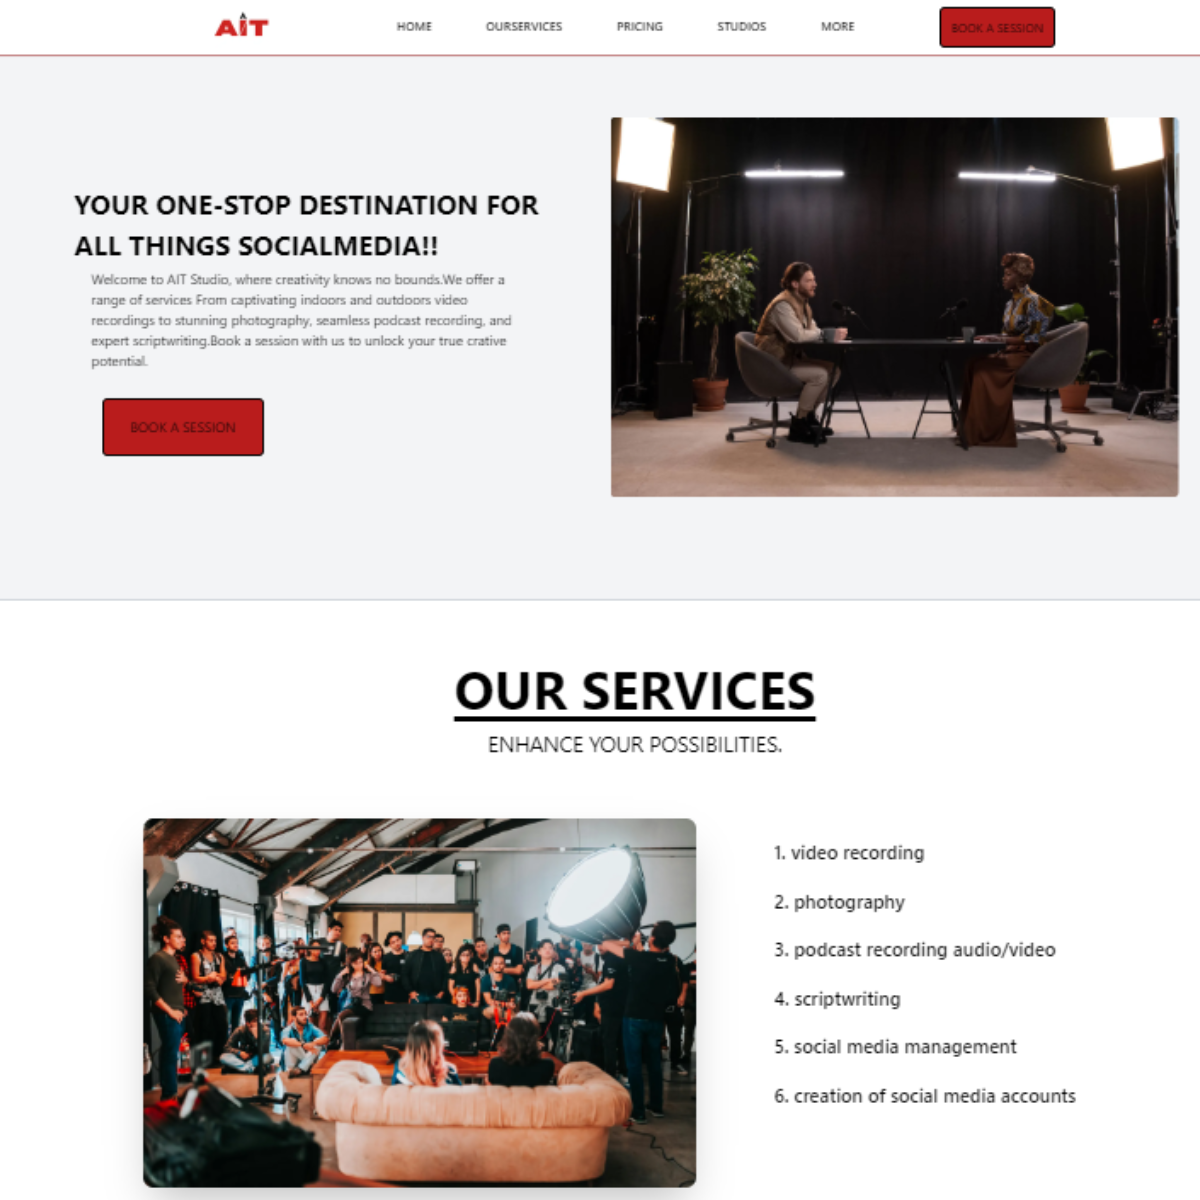 AIT
HOME
OURSERVICES
PRICING
STUDIOS
MORE
BOOK A SESSION
YOUR ONE-STOP DESTINATION FOR
ALL THINGS SOCIALMEDIA!!
Welcome to AIT Studio, where creativity knows no bounds.We offer a
range of services From captivating indoors and outdoors video
recordings to stunning photography, seamless podcast recording, and
expert scriptwriting.Book a session with us to unlock your true crative
potential.
BOOK A SESSION
OUR SERVICES
ENHANCE YOUR POSSIBILITIES.
1. video recording
2. photography
3. podcast recording audio/video
4. scriptwriting
5. social media management
6. creation of social media accounts